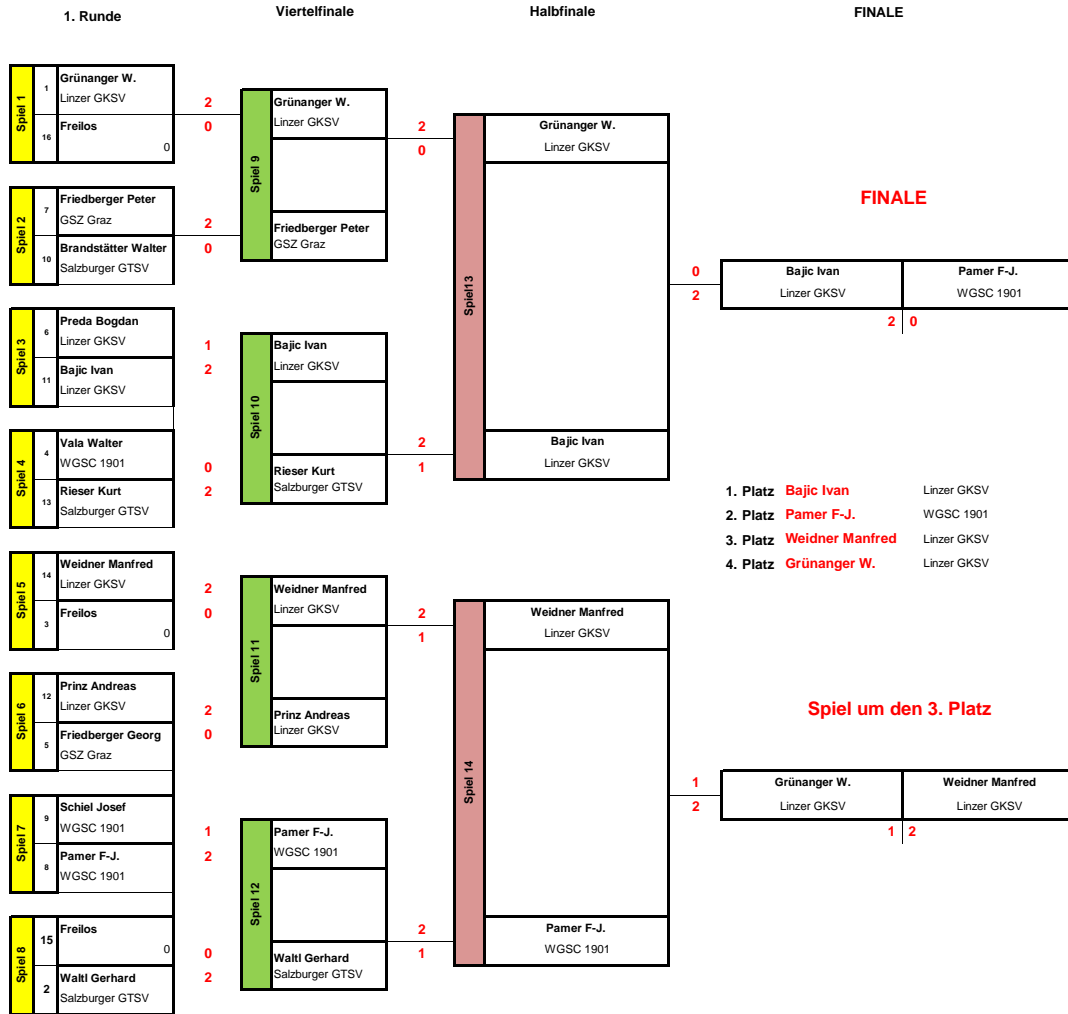 1. Runde
Viertelfinale
Halbfinale
FINALE
Spiel 1
1
Grünanger W.
Linzer GKSV
16
Freilos
0
2
0
Spiel 2
7
Friedberger Peter
GSZ Graz
10
Brandstätter Walter
Salzburger GTSV
2
0
Spiel 3
6
Preda Bogdan
Linzer GKSV
11
Bajic Ivan
Linzer GKSV
1
2
Spiel 4
4
Vala Walter
WGSC 1901
13
Rieser Kurt
Salzburger GTSV
0
2
Spiel 5
14
Weidner Manfred
Linzer GKSV
3
Freilos
0
2
0
Spiel 6
12
Prinz Andreas
Linzer GKSV
5
Friedberger Georg
GSZ Graz
2
0
Spiel 7
9
Schiel Josef
WGSC 1901
8
Pamer F-J.
WGSC 1901
1
2
Spiel 8
15
Freilos
0
2
Waltl Gerhard
Salzburger GTSV
0
2
Spiel 9
Grünanger W.
Linzer GKSV
Friedberger Peter
GSZ Graz
2
0
Spiel 10
Bajic Ivan
Linzer GKSV
Rieser Kurt
Salzburger GTSV
2
1
Spiel 11
Weidner Manfred
Linzer GKSV
Prinz Andreas
Linzer GKSV
2
1
Spiel 12
Pamer F-J.
WGSC 1901
Waltl Gerhard
Salzburger GTSV
2
1
Spiel13
Grünanger W.
Linzer GKSV
Bajic Ivan
Linzer GKSV
0
2
Spiel 14
Weidner Manfred
Linzer GKSV
Pamer F-J.
WGSC 1901
1
2
FINALE
Bajic Ivan
Linzer GKSV
Pamer F-J.
WGSC 1901
2 0
1. Platz Bajic Ivan Linzer GKSV
2. Platz Pamer F-J. WGSC 1901
3. Platz Weidner Manfred Linzer GKSV
4. Platz Grünanger W. Linzer GKSV
Spiel um den 3. Platz
Grünanger W.
Linzer GKSV
Weidner Manfred
Linzer GKSV
1 2